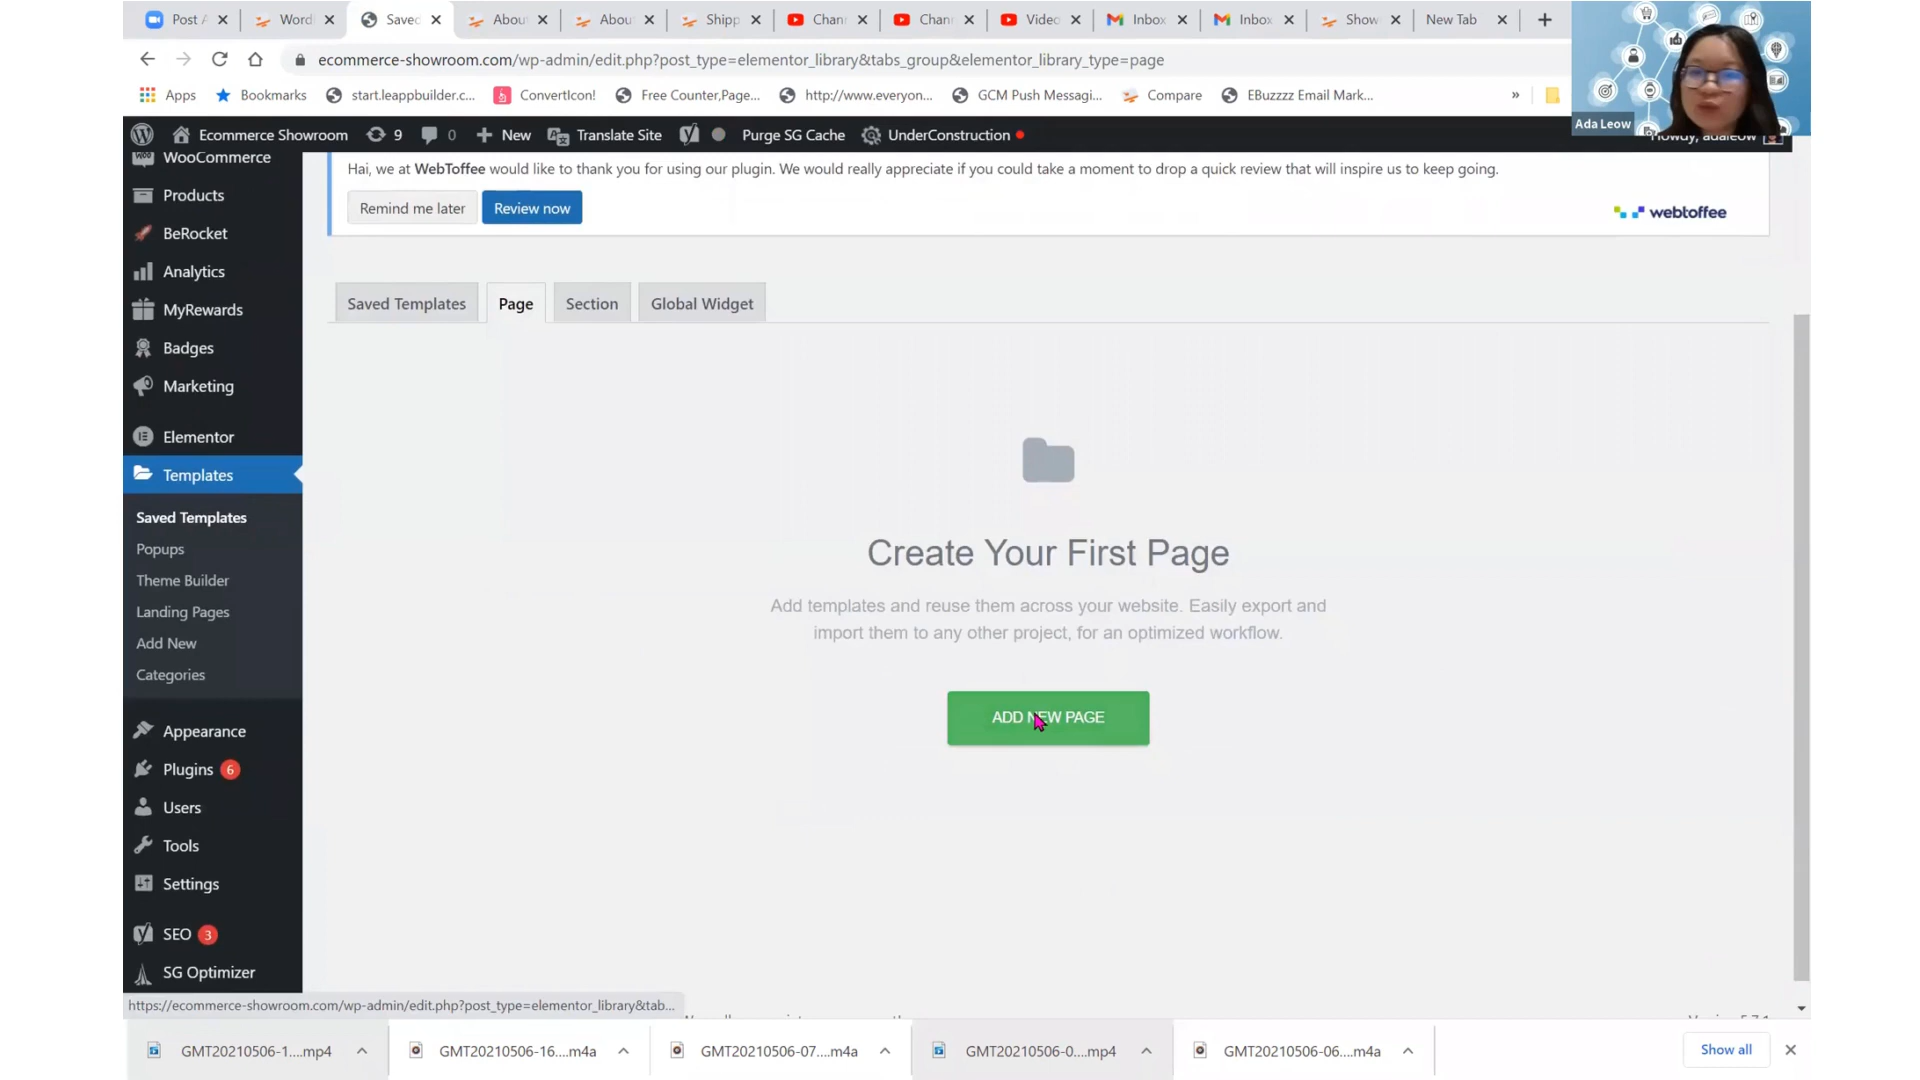 Post A
Word
Saved
About
About
Shipp
Chann
Chann
Video
Inbox
Inbox
Show
New Tab
ecommerce-showroom.com/wp-admin/edit.php?post_type=elementor_library&tabs_group&elementor_library_type=page
Apps
Bookmarks
start.leappbuilder.c...
ConvertIcon!
Free Counter,Page...
http://www.everyon...
GCM Push Messagi...
Compare
EBuzzzz Email Mark...
»
Ada Leow
Ecommerce Showroom
9
0
New
Translate Site
Purge SG Cache
UnderConstruction
Howdy, adaleow
WooCommerce
Products
BeRocket
Analytics
MyRewards
Badges
Marketing
Elementor
Templates
Saved Templates
Popups
Theme Builder
Landing Pages
Add New
Categories
Appearance
Plugins 6
Users
Tools
Settings
SEO 3
SG Optimizer
Hai, we at WebToffee would like to thank you for using our plugin. We would really appreciate if you could take a moment to drop a quick review that will inspire us to keep going.
Remind me later
Review now
webtoffee
Saved Templates
Page
Section
Global Widget
Create Your First Page
Add templates and reuse them across your website. Easily export and
import them to any other project, for an optimized workflow.
ADD NEW PAGE
https://ecommerce-showroom.com/wp-admin/edit.php?post_type=elementor_library&tab...
GMT20210506-1....mp4
GMT20210506-16....m4a
GMT20210506-07....m4a
GMT20210506-0....mp4
GMT20210506-06....m4a
Show all